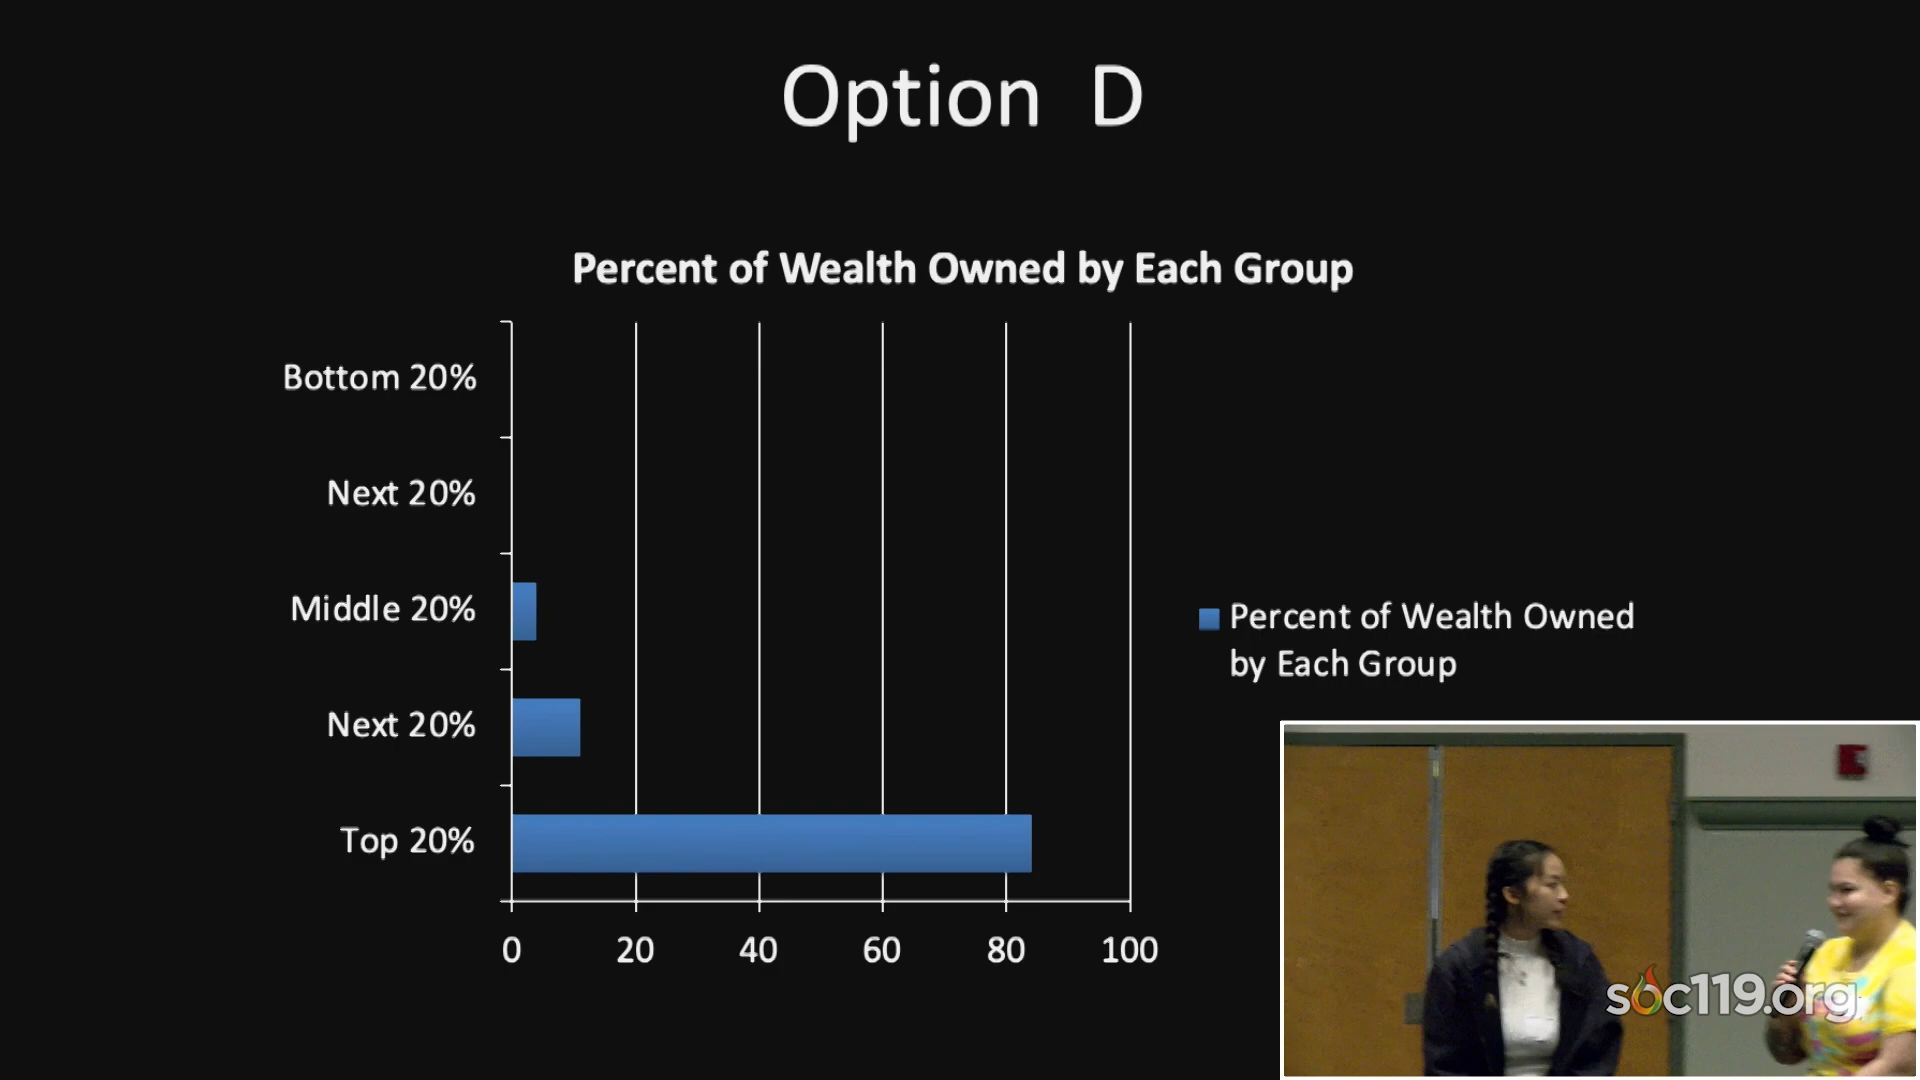 Option D
Percent of Wealth Owned by Each Group
Bottom 20%
Next 20%
Middle 20%
Next 20%
Top 20%
0 20 40 60 80 100
Percent of Wealth Owned
by Each Group
soc119.org